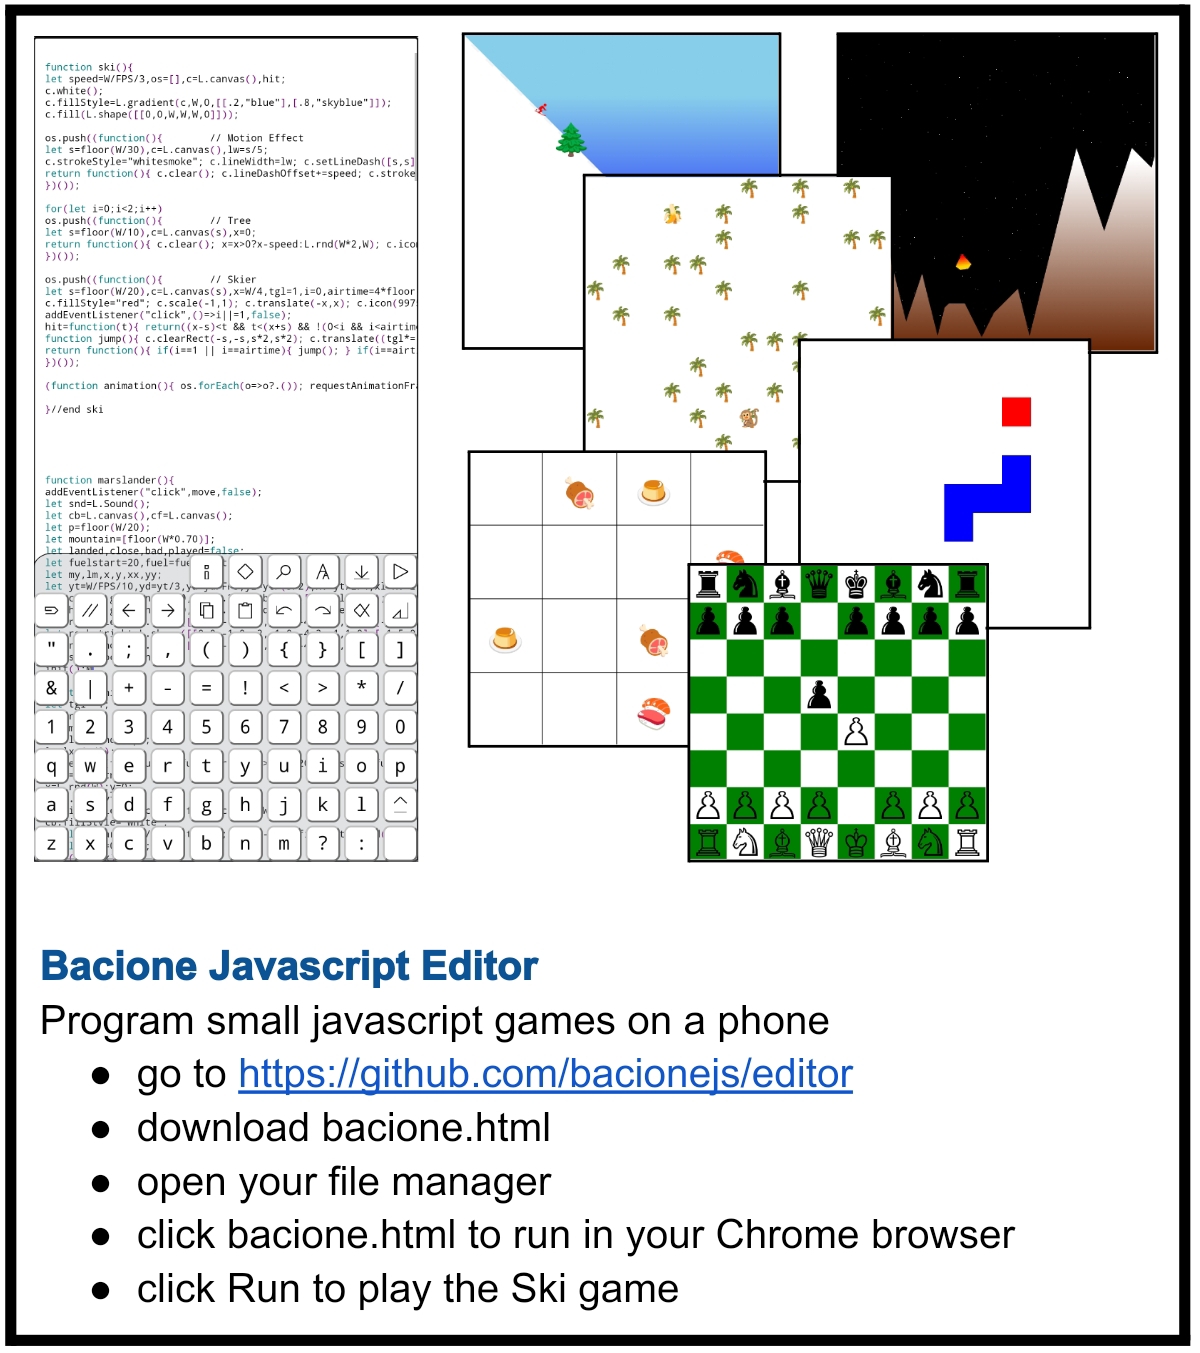 function ski(){
let speed=W/FPS/3,os=[],c=L.canvas(),hit;
c.white();
c.fillStyle=L.gradient(c,W,0,[[.2,"blue"],[.8,"skyblue"]]);
c.fill(L.shape([[0,0,W,W,W,0]]));
os.push((function(){ // Motion Effect
let s=floor(W/30),c=L.canvas(),lw=s/5;
c.strokeStyle="whitesmoke"; c.lineWidth=lw; c.setLineDash([s,s]
return function(){ c.clear(); c.lineDashOffset+=speed; c.stroke
})());
for(let i=0;i<2;i++)
os.push((function(){ // Tree
let s=floor(W/10),c=L.canvas(s),x=0;
return function(){ c.clear(); x=x>0?x-speed:L.rnd(W*2,W); c.ico
})());
os.push((function(){ // Skier
let s=floor(W/20),c=L.canvas(s),x=W/4,tgl=1,i=0,airtime=4*floor
c.fillStyle="red"; c.scale(-1,1); c.translate(-x,x); c.icon(997
addEventListener("click",()=>i||=1,false);
hit=function(t){ return((x-s)<t && t<(x+s) && !(0<i && i<airtim
function jump(){ c.clearRect(-s,-s,s*2,s*2); c.translate((tgl*=
return function(){ if(i==1 || i==airtime){ jump(); } if(i==airt
})());
(function animation(){ os.forEach(o=>o?.()); requestAnimationFr
}//end ski
function marslander(){
addEventListener("click",move,false);
let snd=L.Sound();
let cb=L.canvas(),cf=L.canvas();
let p=floor(W/20);
let mountain=[floor(W*0.70)];
let landed,close,bad,played=false;
let fuelstart=20,fuel=fue
let my,lm,x,y,xx,yy;
let yt=W/FPS/10,yd=yt/3,
" . ; , ( ) { } [ ]
& | + - = ! < > * /
1 2 3 4 5 6 7 8 9 0
q w e r t y u i o p
a s d f g h j k l ^
z x c v b n m ? :
Bacione Javascript Editor
Program small javascript games on a phone
● go to https://github.com/bacionejs/editor
● download bacione.html
● open your file manager
● click bacione.html to run in your Chrome browser
● click Run to play the Ski game